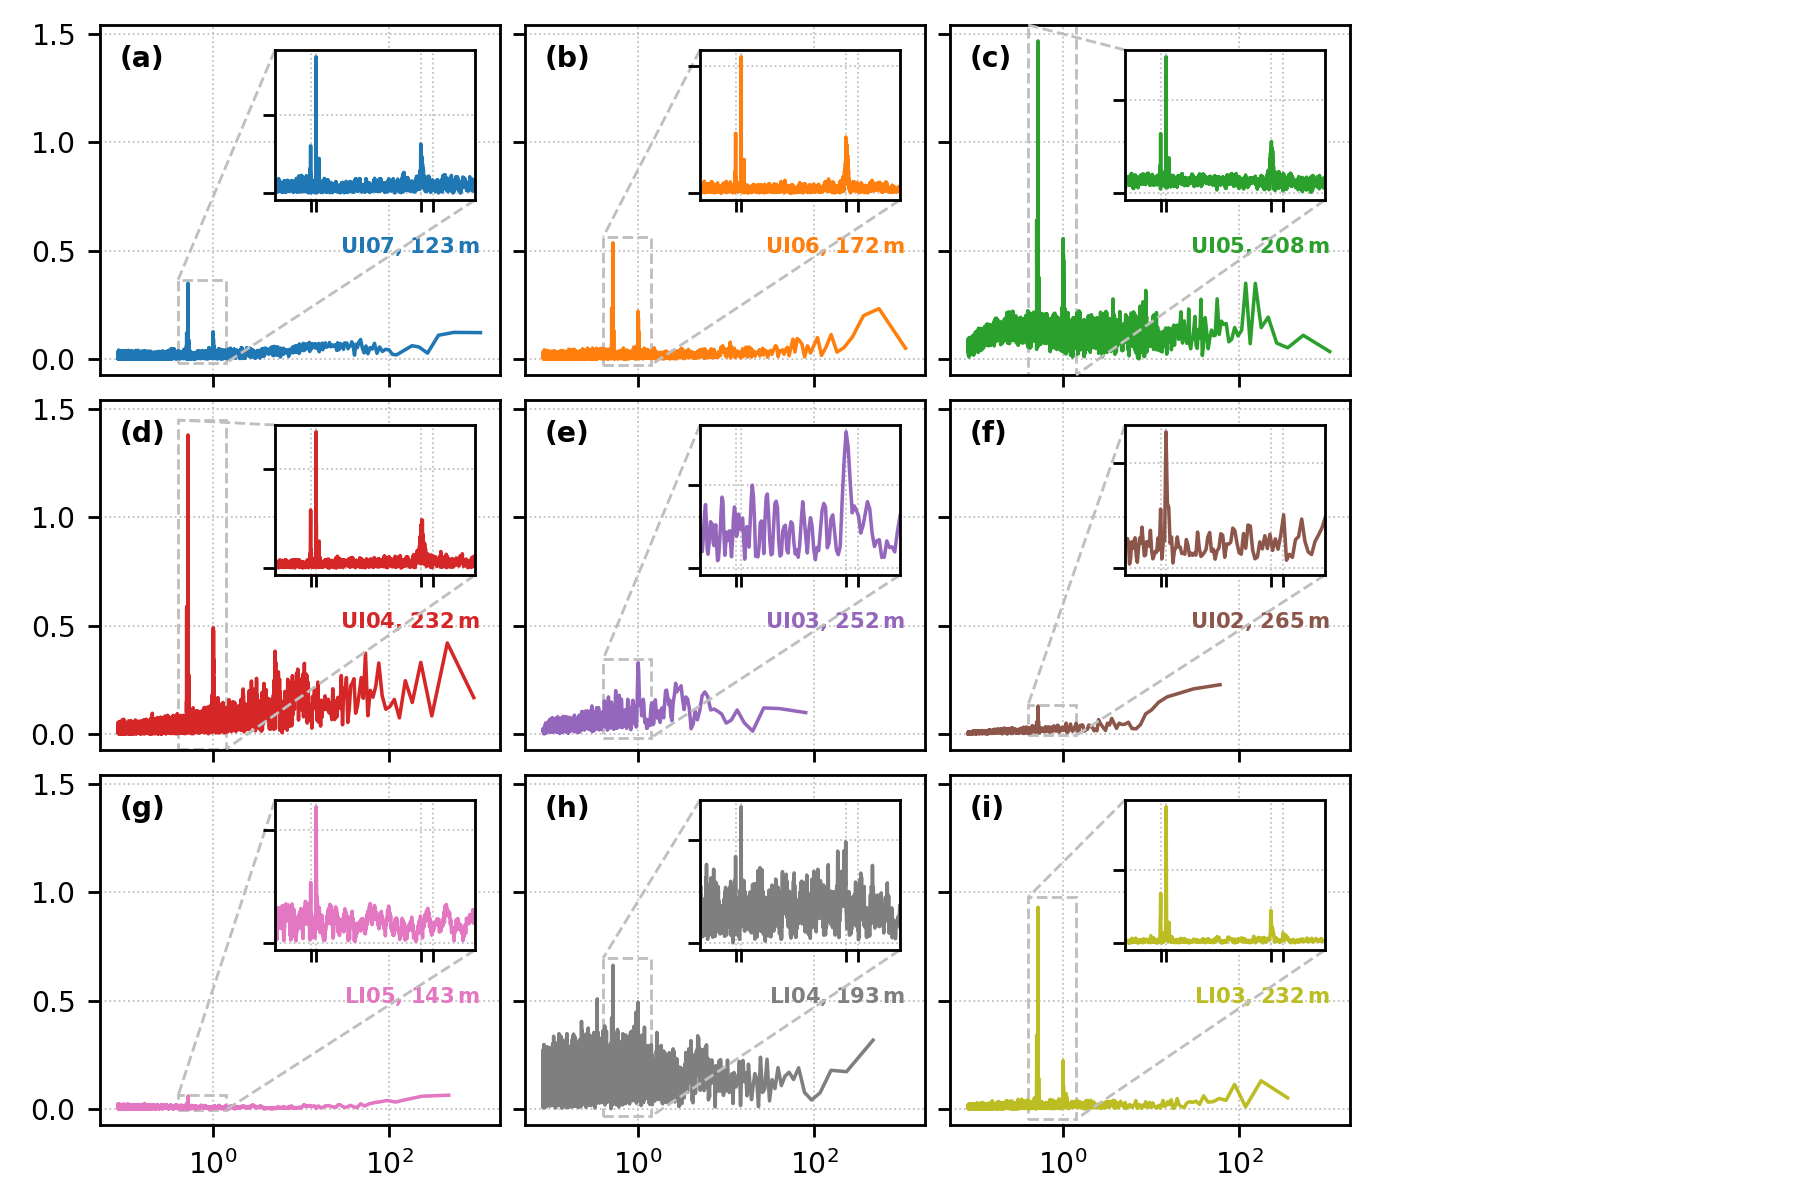 (a) (b) (c)
1.5
1.0
0.5
0.0
UI07, 123 m UI06, 172 m UI05, 208 m
(d) (e) (f)
1.5
1.0
0.5
0.0
UI04, 232 m UI03, 252 m UI02, 265 m
(g) (h) (i)
1.5
1.0
0.5
0.0
LI05, 143 m LI04, 193 m LI03, 232 m
10⁰ 10² 10⁰ 10² 10⁰ 10²